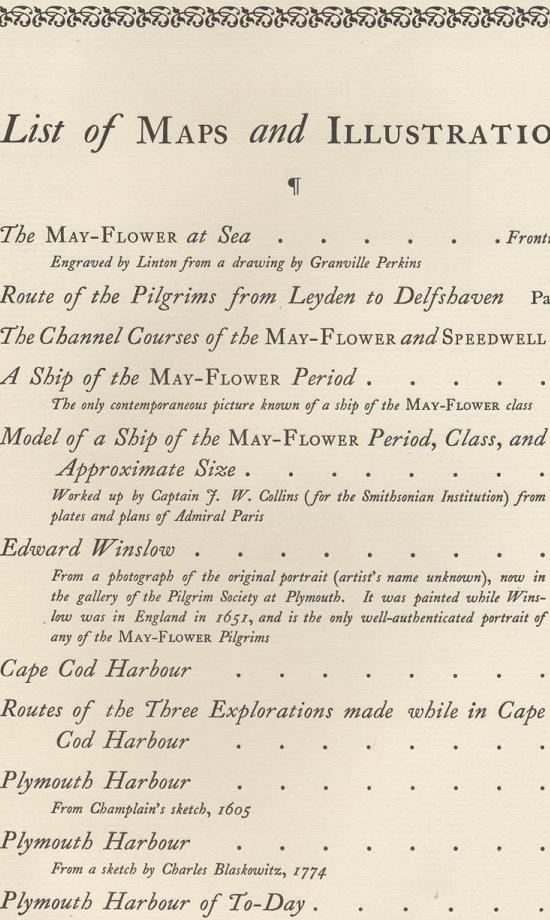 List of MAPS and ILLUSTRATIO
¶
The MAY-FLOWER at Sea . . . . . . Fronti
Engraved by Linton from a drawing by Granville Perkins
Route of the Pilgrims from Leyden to Delfshaven Pa
The Channel Courses of the MAY-FLOWER and SPEEDWELL
A Ship of the MAY-FLOWER Period . . . . .
The only contemporaneous picture known of a ship of the MAY-FLOWER class
Model of a Ship of the MAY-FLOWER Period, Class, and
Approximate Size . . . . . . . .
Worked up by Captain J. W. Collins (for the Smithsonian Institution) from
plates and plans of Admiral Paris
Edward Winslow . . . . . . . . .
From a photograph of the original portrait (artist's name unknown), now in
the gallery of the Pilgrim Society at Plymouth. It was painted while Wins-
low was in England in 1651, and is the only well-authenticated portrait of
any of the MAY-FLOWER Pilgrims
Cape Cod Harbour . . . . . . . .
Routes of the Three Explorations made while in Cape
Cod Harbour . . . . . . . .
Plymouth Harbour . . . . . . . .
From Champlain's sketch, 1605
Plymouth Harbour . . . . . . . .
From a sketch by Charles Blaskowitz, 1774
Plymouth Harbour of To-Day . . . . . .